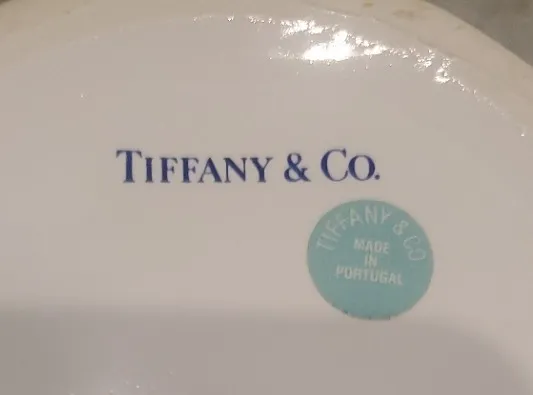 TIFFANY & CO.
TIFFANY & CO
MADE
IN
PORTUGAL